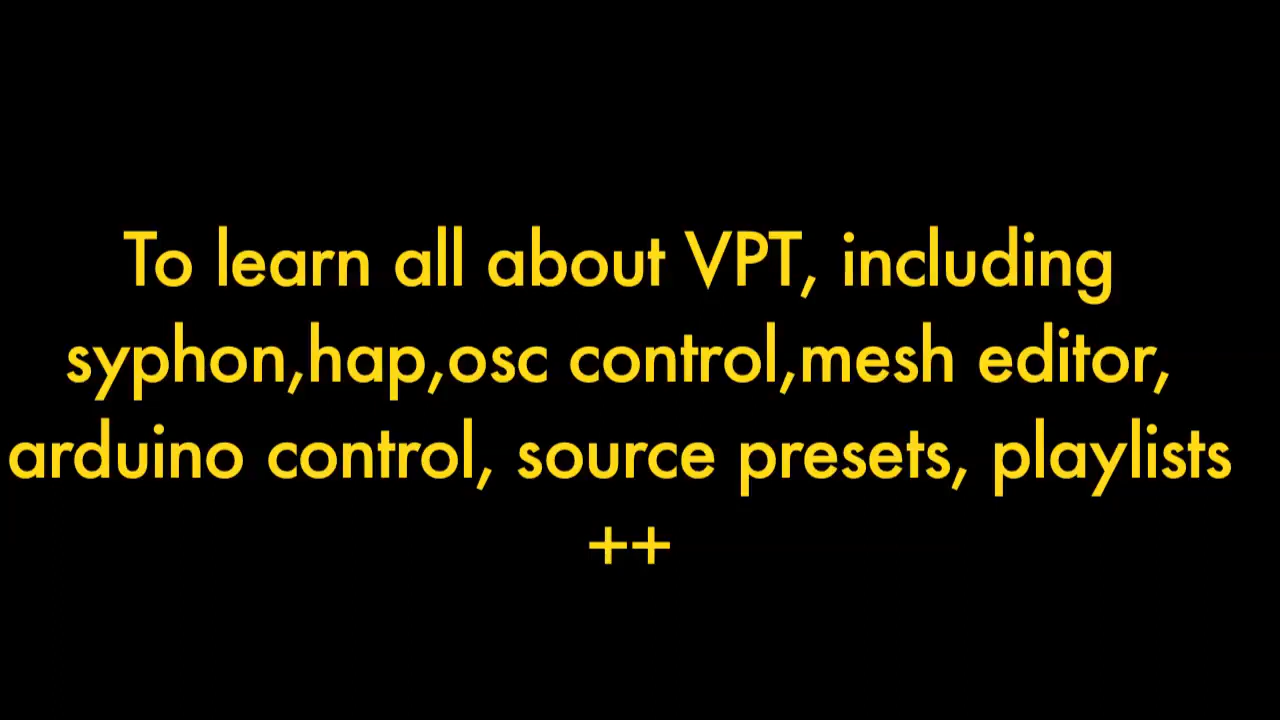 To learn all about VPT, including
syphon,hap,osc control,mesh editor,
arduino control, source presets, playlists
++